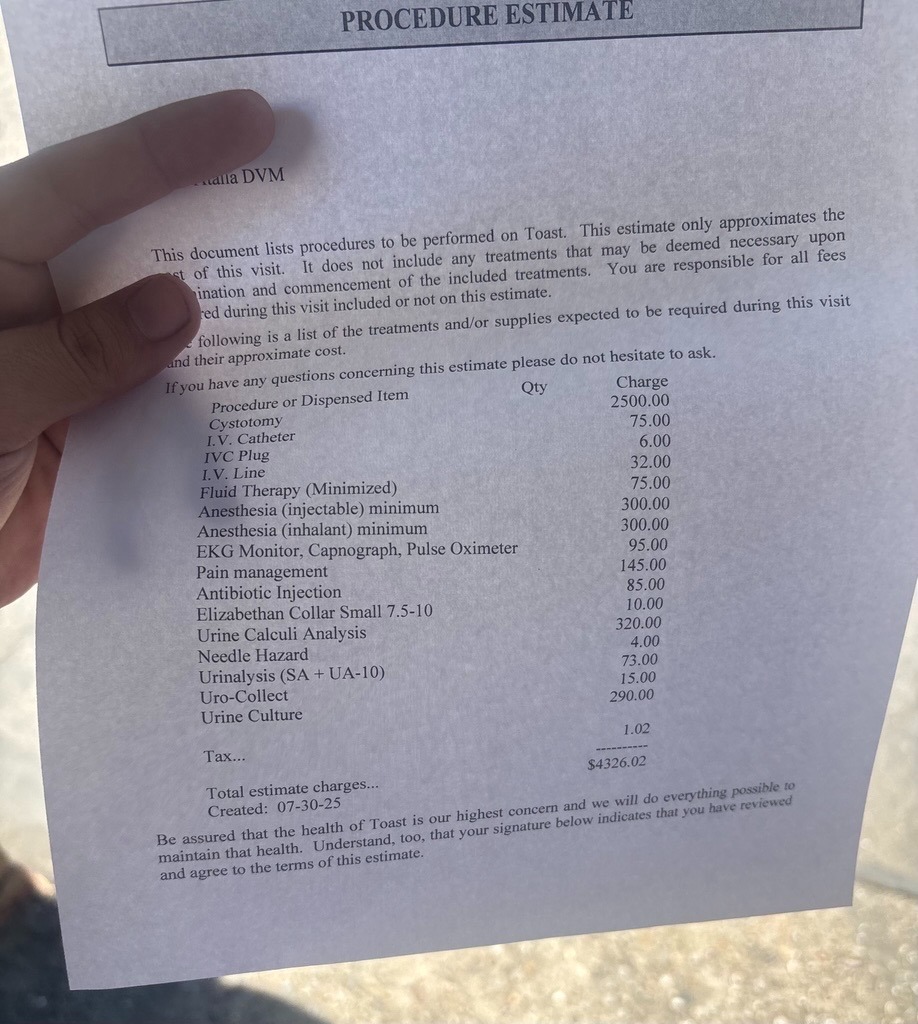 PROCEDURE ESTIMATE
DVM
This document lists procedures to be performed on Toast. This estimate only approximates the
of this visit. It does not include any treatments that may be deemed necessary upon
ination and commencement of the included treatments. You are responsible for all fees
red during this visit included or not on this estimate.
following is a list of the treatments and/or supplies expected to be required during this visit
and their approximate cost.
If you have any questions concerning this estimate please do not hesitate to ask.
Procedure or Dispensed Item Qty Charge
Cystotomy 2500.00
I.V. Catheter 75.00
IVC Plug 6.00
I.V. Line 32.00
Fluid Therapy (Minimized) 75.00
Anesthesia (injectable) minimum 300.00
Anesthesia (inhalant) minimum 300.00
EKG Monitor, Capnograph, Pulse Oximeter 95.00
Pain management 145.00
Antibiotic Injection 85.00
Elizabethan Collar Small 7.5-10 10.00
Urine Calculi Analysis 320.00
Needle Hazard 4.00
Urinalysis (SA + UA-10) 73.00
Uro-Collect 15.00
Urine Culture 290.00
Tax... 1.02
----------
Total estimate charges... $4326.02
Created: 07-30-25
Be assured that the health of Toast is our highest concern and we will do everything possible to
maintain that health. Understand, too, that your signature below indicates that you have reviewed
and agree to the terms of this estimate.